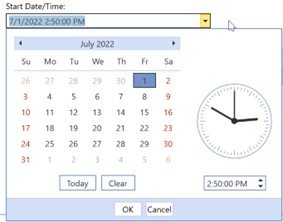 Start Date/Time:
7/1/2022 2:50:00 PM
July 2022
Su Mo Tu We Th Fr Sa
26 27 28 29 30 1 2
3 4 5 6 7 8 9
10 11 12 13 14 15 16
17 18 19 20 21 22 23
24 25 26 27 28 29 30
31 1 2 3 4 5 6
Today Clear
2:50:00 PM
OK Cancel